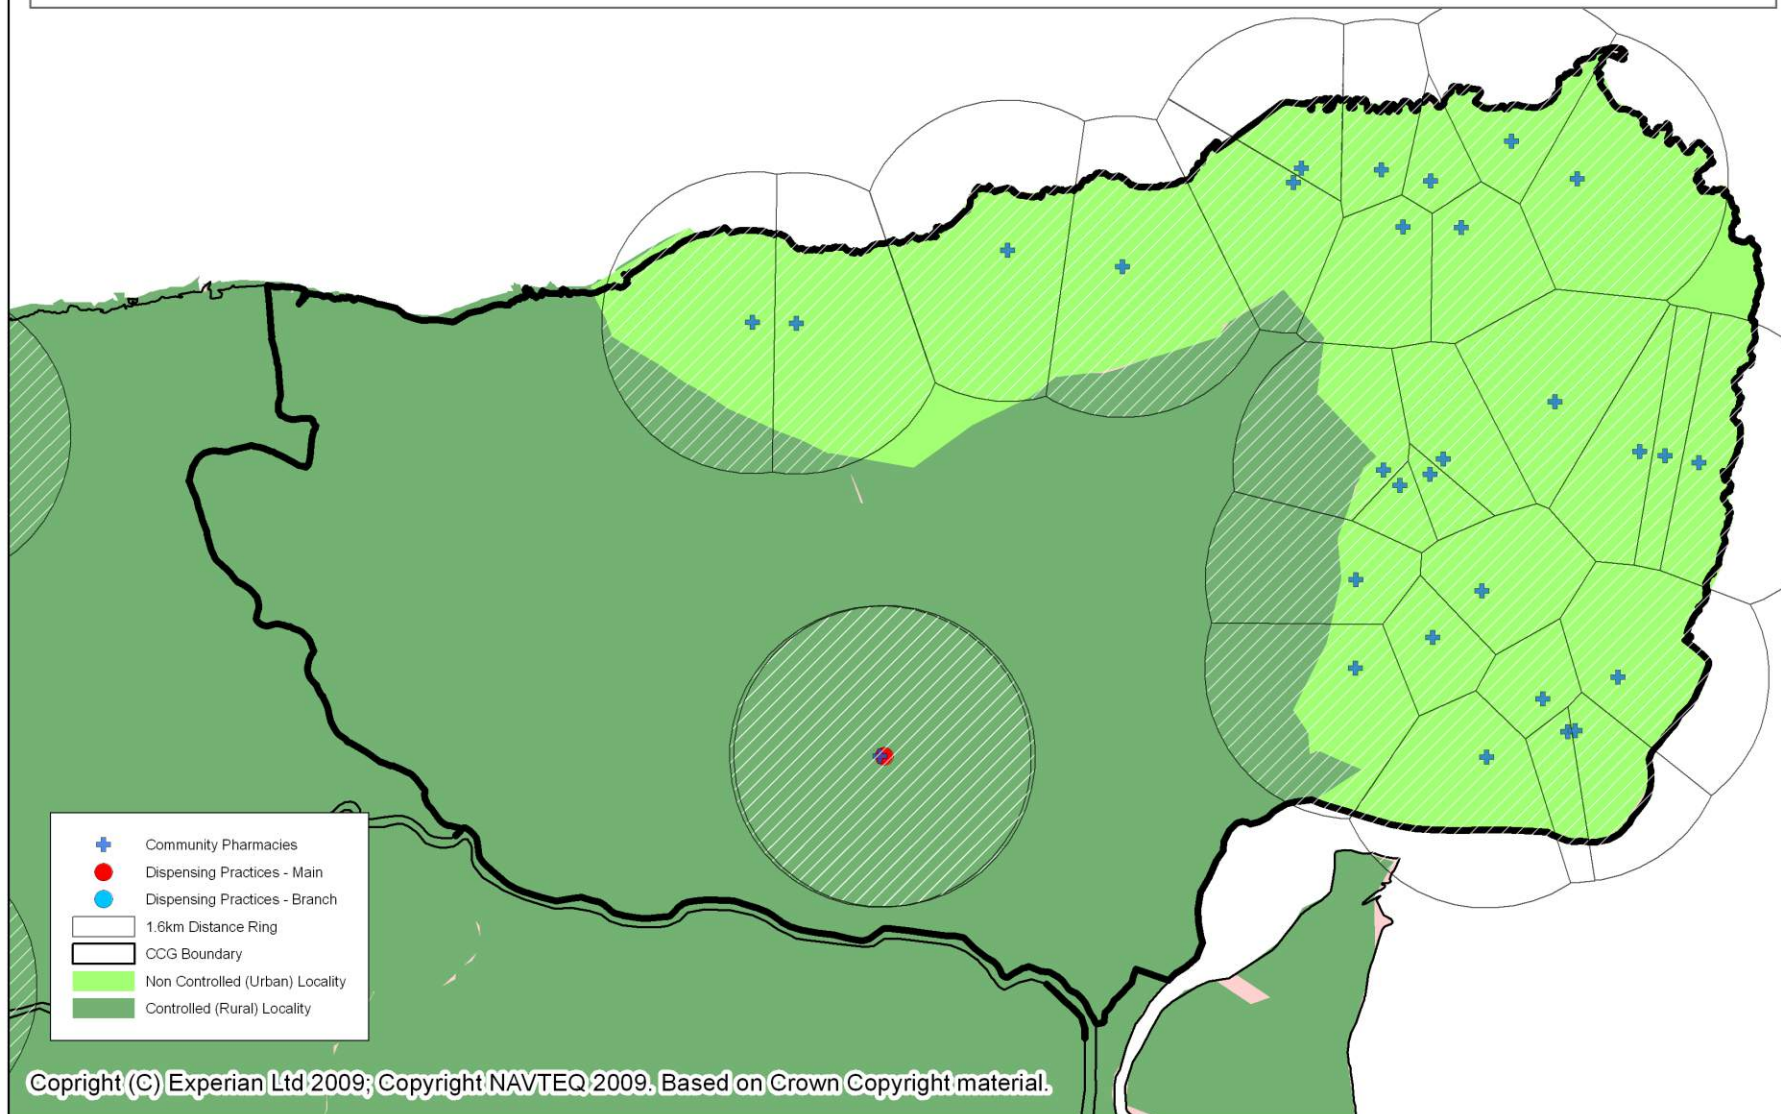 Community Pharmacies
Dispensing Practices - Main
Dispensing Practices - Branch
1.6km Distance Ring
CCG Boundary
Non Controlled (Urban) Locality
Controlled (Rural) Locality
Copright (C) Experian Ltd 2009; Copyright NAVTEQ 2009. Based on Crown Copyright material.